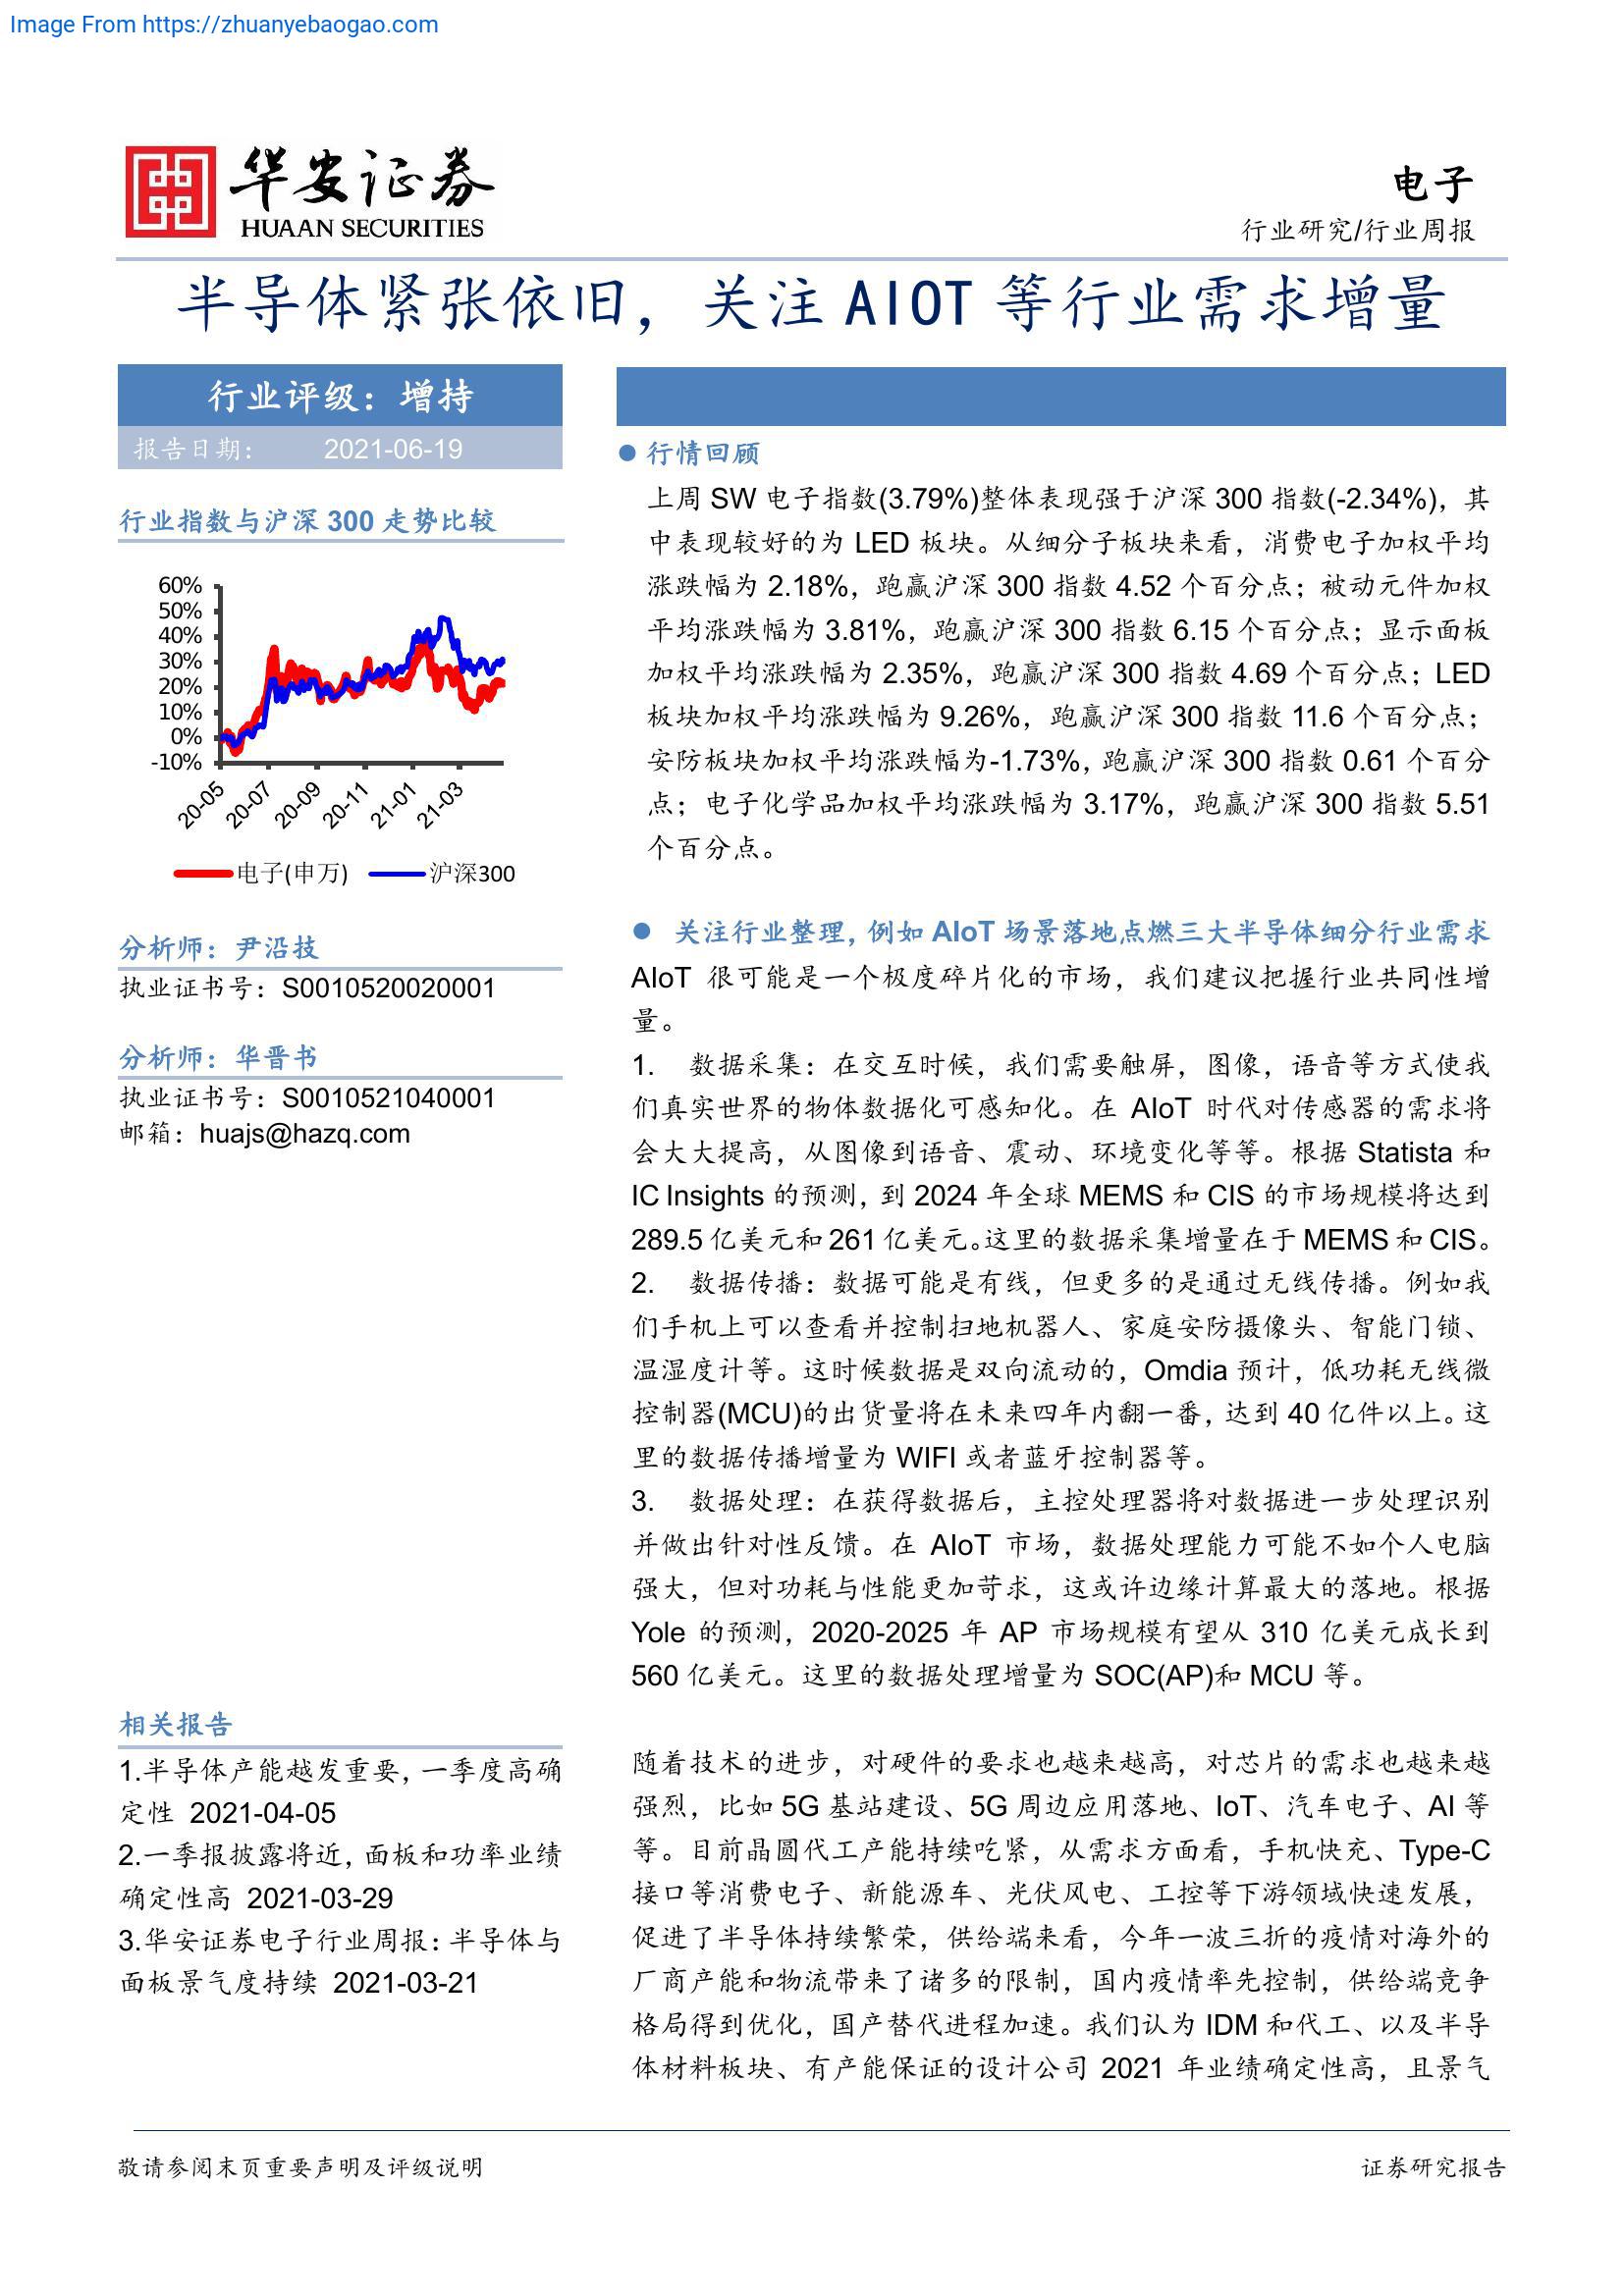 Image From https://zhuanyebaogao.com
华安证券
HUAAN SECURITIES
电子
行业研究/行业周报
半导体紧张依旧，关注 AIOT 等行业需求增量
行业评级：增持
报告日期： 2021-06-19
行业指数与沪深 300 走势比较
60%
50%
40%
30%
20%
10%
0%
-10%
20-05
20-07
20-09
20-11
21-01
21-03
电子(申万) 沪深300
分析师：尹沿技
执业证书号：S0010520020001
分析师：华晋书
执业证书号：S0010521040001
邮箱：huajs@hazq.com
相关报告
1.半导体产能越发重要，一季度高确
定性 2021-04-05
2.一季报披露将近，面板和功率业绩
确定性高 2021-03-29
3.华安证券电子行业周报：半导体与
面板景气度持续 2021-03-21
● 行情回顾
上周 SW 电子指数(3.79%)整体表现强于沪深 300 指数(-2.34%)，其
中表现较好的为 LED 板块。从细分子板块来看，消费电子加权平均
涨跌幅为 2.18%，跑赢沪深 300 指数 4.52 个百分点；被动元件加权
平均涨跌幅为 3.81%，跑赢沪深 300 指数 6.15 个百分点；显示面板
加权平均涨跌幅为 2.35%，跑赢沪深 300 指数 4.69 个百分点；LED
板块加权平均涨跌幅为 9.26%，跑赢沪深 300 指数 11.6 个百分点；
安防板块加权平均涨跌幅为-1.73%，跑赢沪深 300 指数 0.61 个百分
点；电子化学品加权平均涨跌幅为 3.17%，跑赢沪深 300 指数 5.51
个百分点。
● 关注行业整理，例如 AIoT 场景落地点燃三大半导体细分行业需求
AIoT 很可能是一个极度碎片化的市场，我们建议把握行业共同性增
量。
1. 数据采集：在交互时候，我们需要触屏，图像，语音等方式使我
们真实世界的物体数据化可感知化。在 AIoT 时代对传感器的需求将
会大大提高，从图像到语音、震动、环境变化等等。根据 Statista 和
IC Insights 的预测，到 2024 年全球 MEMS 和 CIS 的市场规模将达到
289.5 亿美元和 261 亿美元。这里的数据采集增量在于 MEMS 和 CIS。
2. 数据传播：数据可能是有线，但更多的是通过无线传播。例如我
们手机上可以查看并控制扫地机器人、家庭安防摄像头、智能门锁、
温湿度计等。这时候数据是双向流动的，Omdia 预计，低功耗无线微
控制器(MCU)的出货量将在未来四年内翻一番，达到 40 亿件以上。这
里的数据传播增量为 WIFI 或者蓝牙控制器等。
3. 数据处理：在获得数据后，主控处理器将对数据进一步处理识别
并做出针对性反馈。在 AIoT 市场，数据处理能力可能不如个人电脑
强大，但对功耗与性能更加苛求，这或许边缘计算最大的落地。根据
Yole 的预测，2020-2025 年 AP 市场规模有望从 310 亿美元成长到
560 亿美元。这里的数据处理增量为 SOC(AP)和 MCU 等。
随着技术的进步，对硬件的要求也越来越高，对芯片的需求也越来越
强烈，比如 5G 基站建设、5G 周边应用落地、IoT、汽车电子、AI 等
等。目前晶圆代工产能持续吃紧，从需求方面看，手机快充、Type-C
接口等消费电子、新能源车、光伏风电、工控等下游领域快速发展，
促进了半导体持续繁荣，供给端来看，今年一波三折的疫情对海外的
厂商产能和物流带来了诸多的限制，国内疫情率先控制，供给端竞争
格局得到优化，国产替代进程加速。我们认为 IDM 和代工、以及半导
体材料板块、有产能保证的设计公司 2021 年业绩确定性高，且景气
敬请参阅末页重要声明及评级说明
证券研究报告